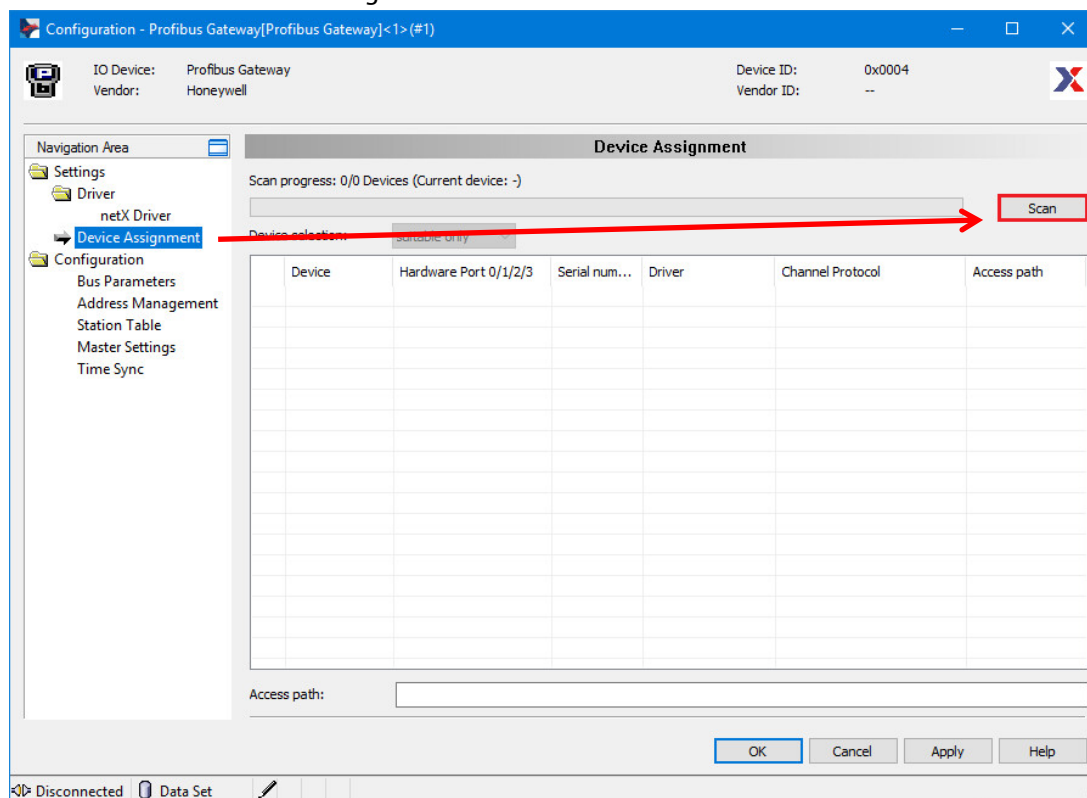 Configuration - Profibus Gateway[Profibus Gateway]<1>(#1)
IO Device: Profibus Gateway Device ID: 0x0004
Vendor: Honeywell Vendor ID: --
Navigation Area
Device Assignment
Settings
Driver
netX Driver
Device Assignment
Configuration
Bus Parameters
Address Management
Station Table
Master Settings
Time Sync
Scan progress: 0/0 Devices (Current device: -)
Scan
Device selection: suitable only
Device Hardware Port 0/1/2/3 Serial num... Driver Channel Protocol Access path
Access path:
OK Cancel Apply Help
Disconnected Data Set